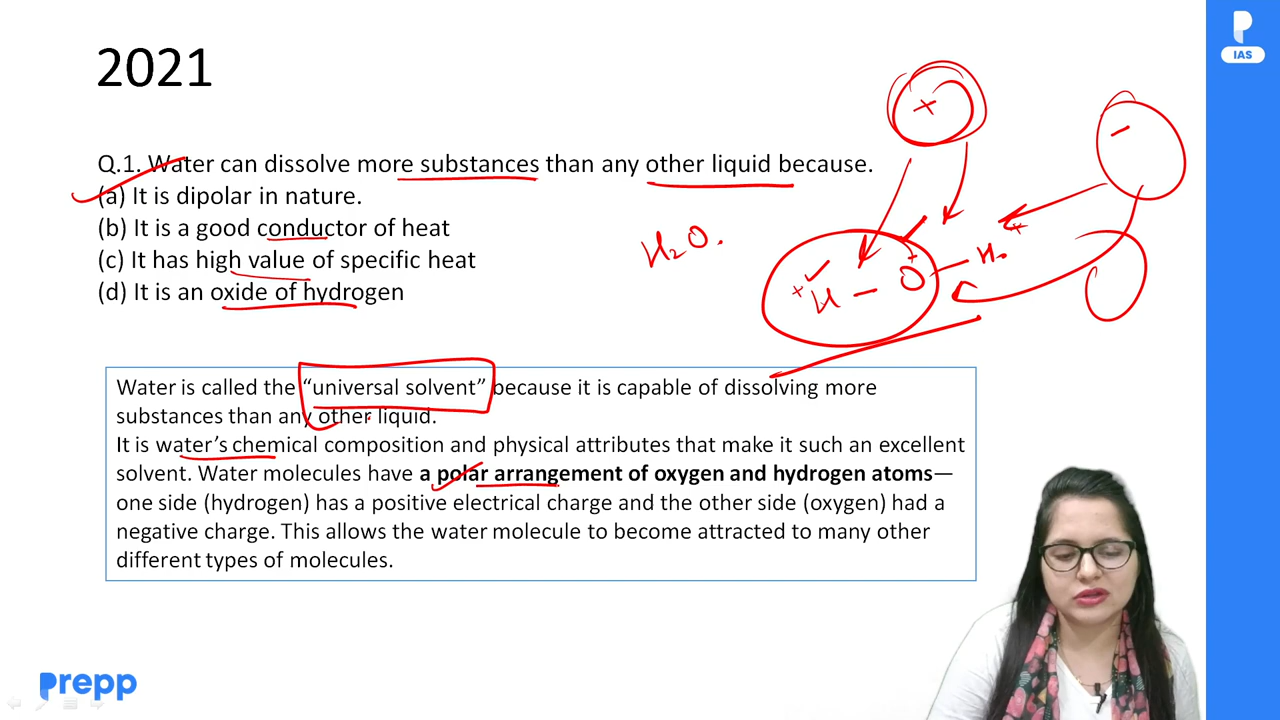 2021
IAS
Q.1. Water can dissolve more substances than any other liquid because.
(a) It is dipolar in nature.
(b) It is a good conductor of heat
(c) It has high value of specific heat
(d) It is an oxide of hydrogen
+
-
H₂O.
+ H - O + - H. +
Water is called the “universal solvent” because it is capable of dissolving more
substances than any other liquid.
It is water's chemical composition and physical attributes that make it such an excellent
solvent. Water molecules have a polar arrangement of oxygen and hydrogen atoms—
one side (hydrogen) has a positive electrical charge and the other side (oxygen) had a
negative charge. This allows the water molecule to become attracted to many other
different types of molecules.
prepp